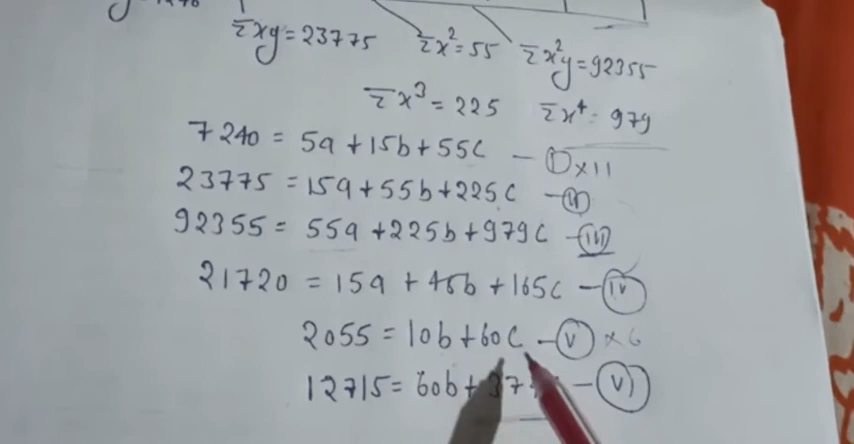 Σxy = 23775 Σx² = 55 Σx²y = 92355
Σx³ = 225 Σx⁴ = 979
7240 = 5a + 15b + 55c — (I) × 11
23775 = 15a + 55b + 225c — (II)
92355 = 55a + 225b + 979c — (III)
21720 = 15a + 45b + 165c — (IV)
2055 = 10b + 60c — (V) × 6
12715 = 60b + 37 — (VI)